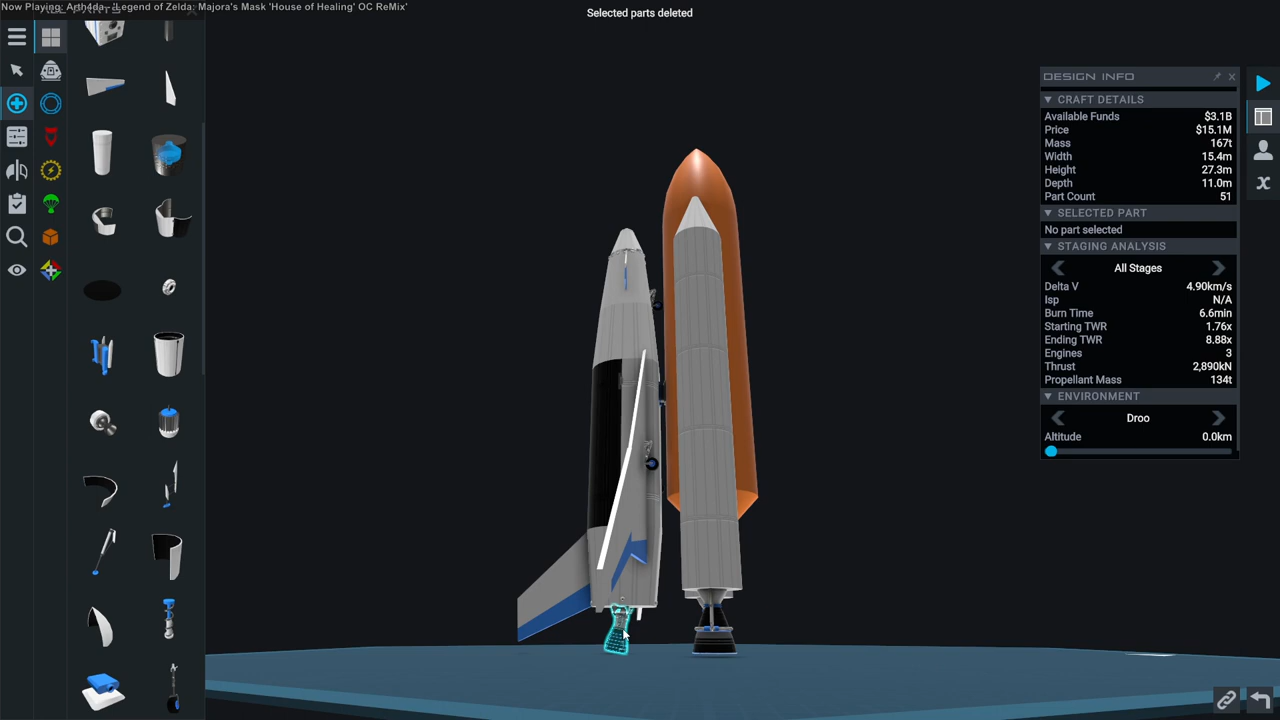 Now Playing: Arth4da - 'Legend of Zelda: Majora's Mask 'House of Healing' OC ReMix'
Selected parts deleted
DESIGN INFO
CRAFT DETAILS
Available Funds $3.1B
Price $15.1M
Mass 167t
Width 15.4m
Height 27.3m
Depth 11.0m
Part Count 51
SELECTED PART
No part selected
STAGING ANALYSIS
All Stages
Delta V 4.90km/s
Isp N/A
Burn Time 6.6min
Starting TWR 1.76x
Ending TWR 8.88x
Engines 3
Thrust 2,890kN
Propellant Mass 134t
ENVIRONMENT
Droo
Altitude 0.0km